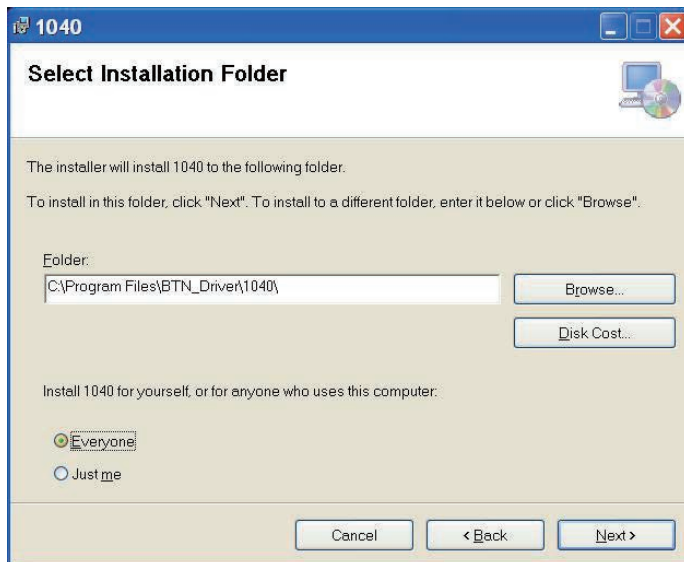 1040
Select Installation Folder
The installer will install 1040 to the following folder.
To install in this folder, click "Next". To install to a different folder, enter it below or click "Browse".
Folder:
C:\Program Files\BTN_Driver\1040\
Browse...
Disk Cost...
Install 1040 for yourself, or for anyone who uses this computer:
Everyone
Just me
Cancel
< Back
Next >